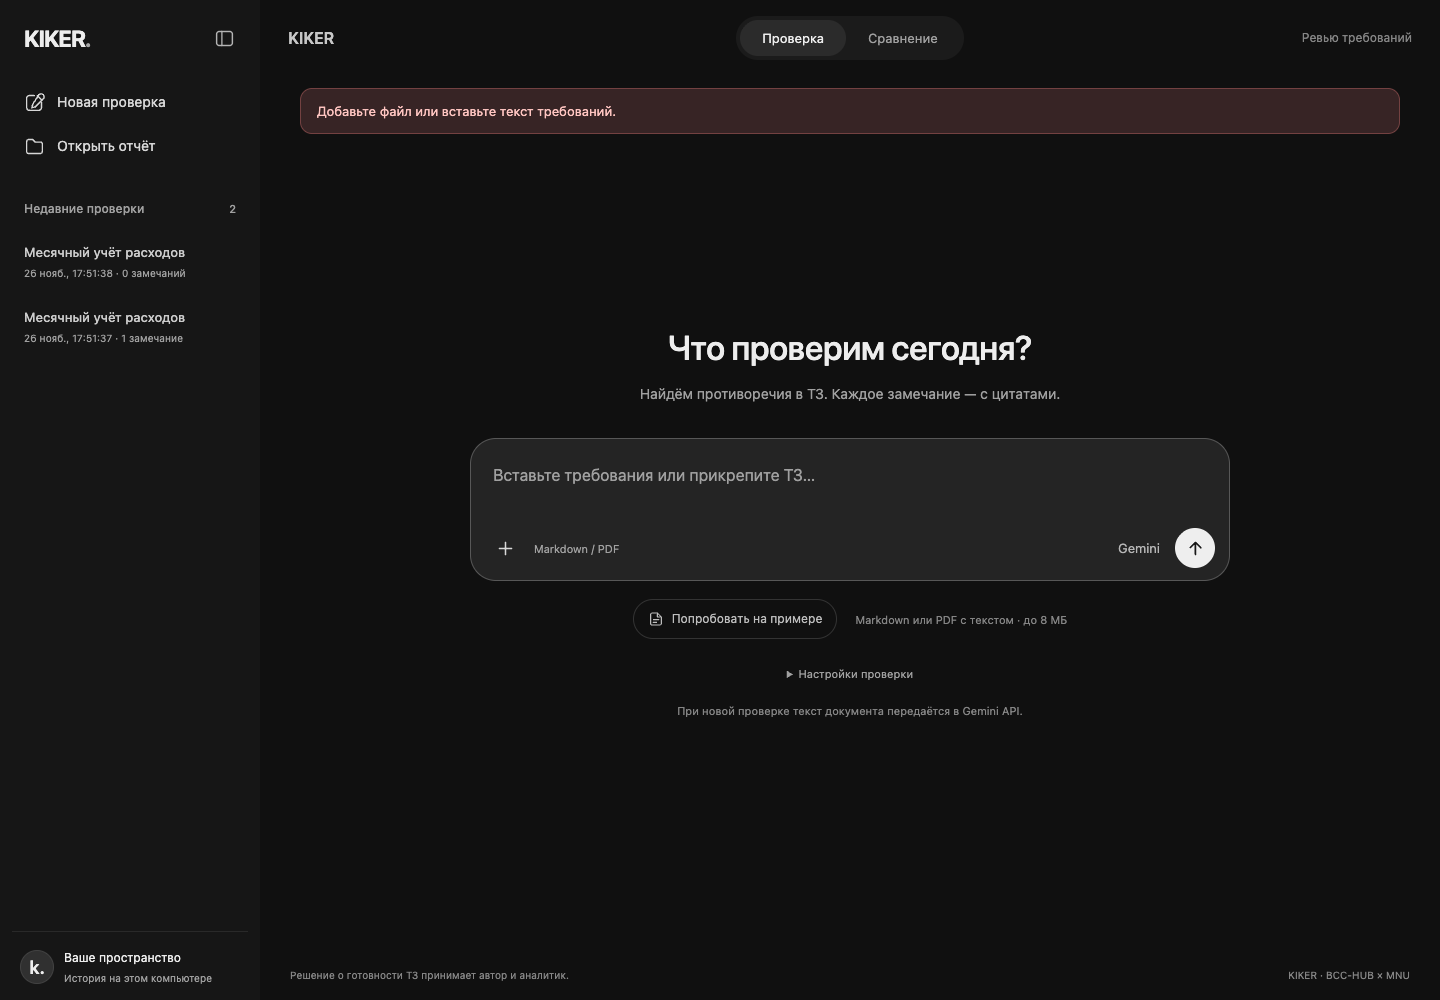 KIKER.
Новая проверка
Открыть отчёт
Недавние проверки 2
Месячный учёт расходов
26 нояб., 17:51:38 · 0 замечаний
Месячный учёт расходов
26 нояб., 17:51:37 · 1 замечание
k.
Ваше пространство
История на этом компьютере
KIKER
Проверка
Сравнение
Ревью требований
Добавьте файл или вставьте текст требований.
Что проверим сегодня?
Найдём противоречия в ТЗ. Каждое замечание — с цитатами.
Вставьте требования или прикрепите ТЗ...
Markdown / PDF
Gemini
Попробовать на примере
Markdown или PDF с текстом · до 8 МБ
Настройки проверки
При новой проверке текст документа передаётся в Gemini API.
Решение о готовности ТЗ принимает автор и аналитик.
KIKER · BCC-HUB × MNU